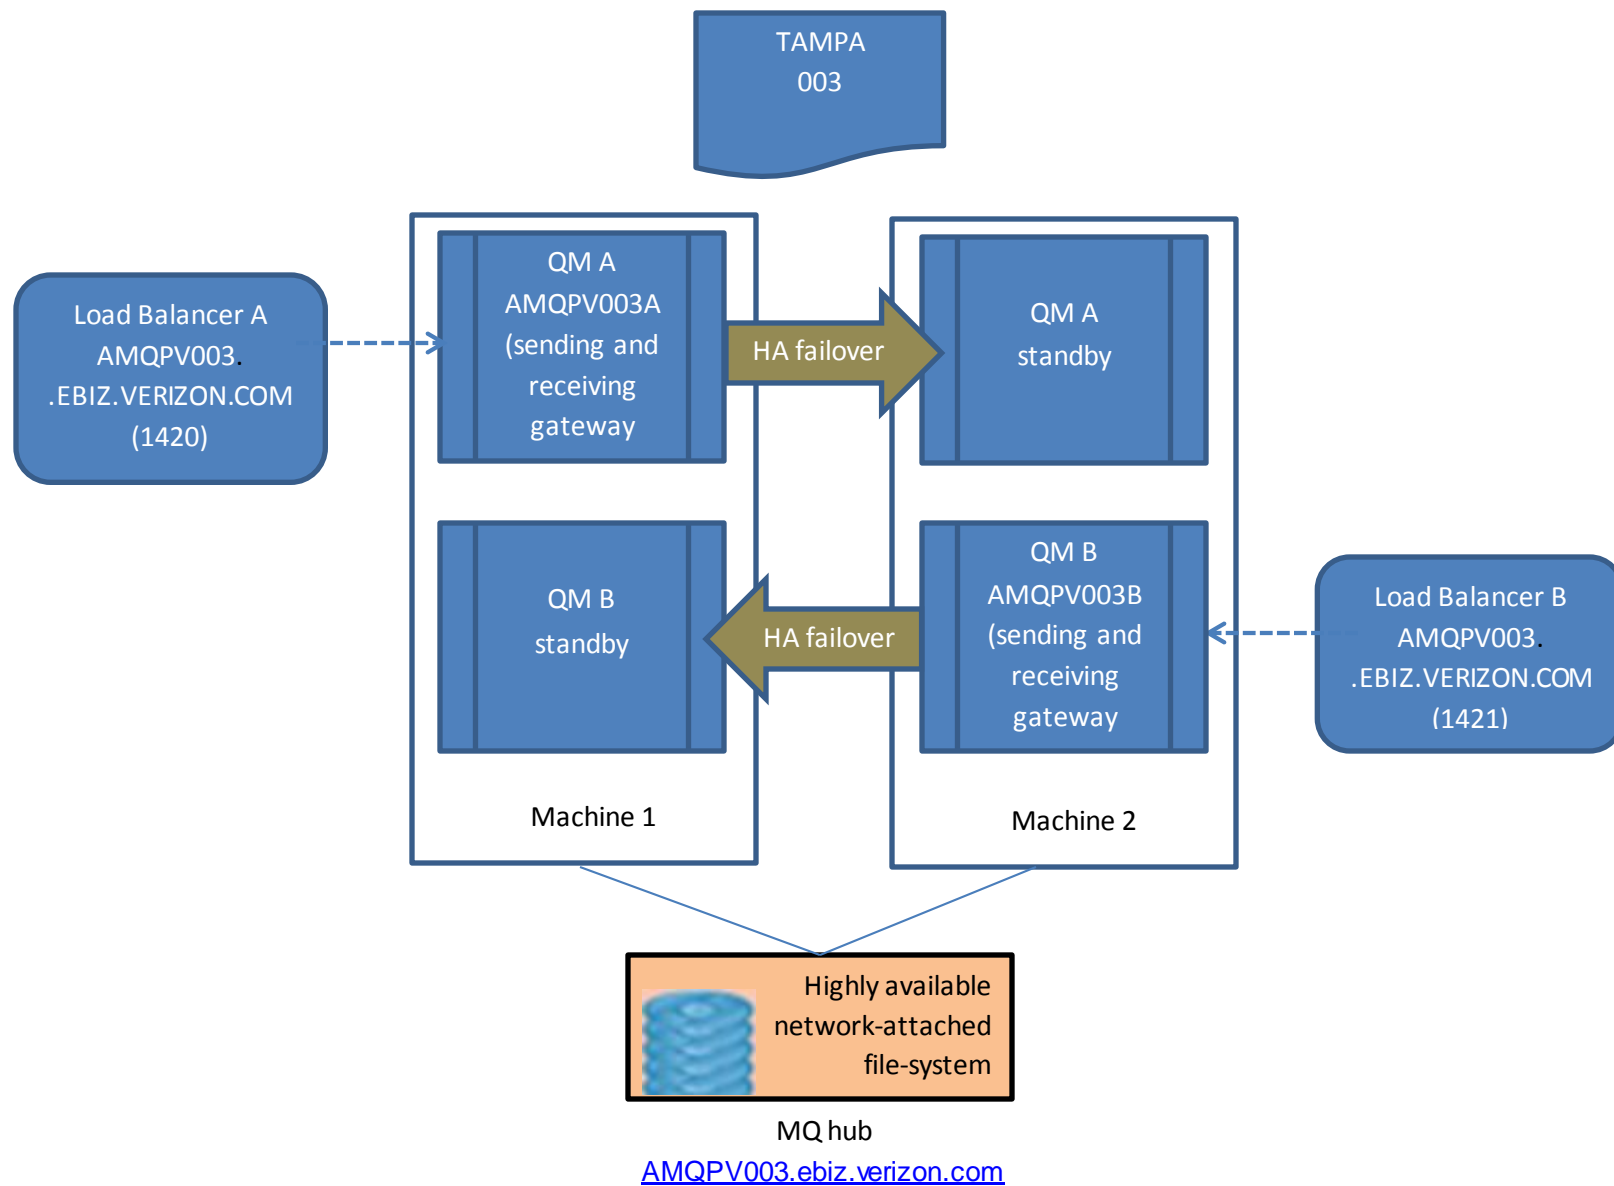 TAMPA
003
Load Balancer A
AMQPV003.
.EBIZ.VERIZON.COM
(1420)
QM A
AMQPV003A
(sending and
receiving
gateway
HA failover
QM A
standby
QM B
standby
HA failover
QM B
AMQPV003B
(sending and
receiving
gateway
Load Balancer B
AMQPV003.
.EBIZ.VERIZON.COM
(1421)
Machine 1
Machine 2
Highly available
network-attached
file-system
MQ hub
AMQPV003.ebiz.verizon.com